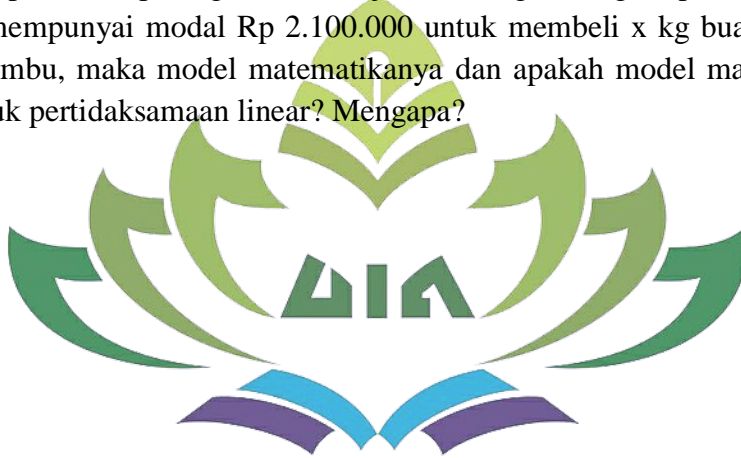 mempunyai modal Rp 2.100.000 untuk membeli x kg bua
mbu, maka model matematikanya dan apakah model ma
uk pertidaksamaan linear? Mengapa?
UIA